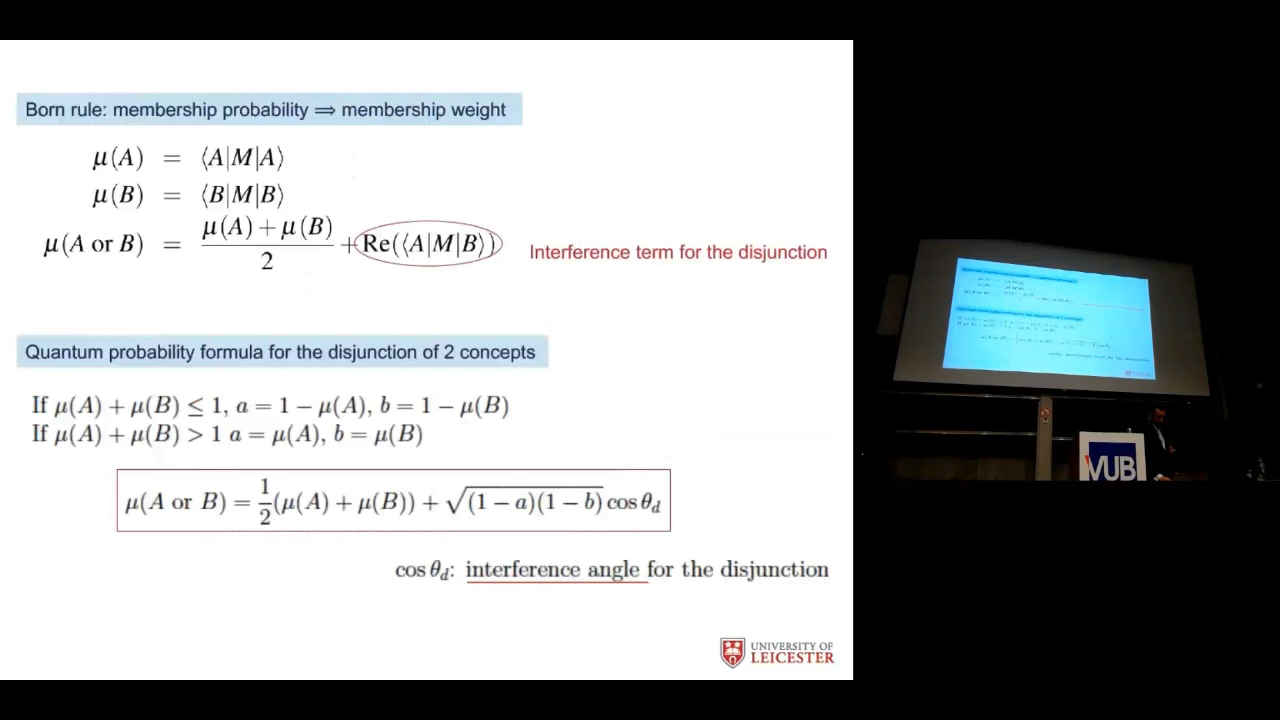 Born rule: membership probability ⟹ membership weight
μ(A) = ⟨A|M|A⟩
μ(B) = ⟨B|M|B⟩
μ(A or B) = (μ(A)+μ(B))/2 + Re(⟨A|M|B⟩)
Interference term for the disjunction
Quantum probability formula for the disjunction of 2 concepts
If μ(A) + μ(B) ≤ 1, a = 1 − μ(A), b = 1 − μ(B)
If μ(A) + μ(B) > 1 a = μ(A), b = μ(B)
μ(A or B) = 1/2(μ(A) + μ(B)) + √(1 − a)(1 − b) cos θ_d
cos θ_d: interference angle for the disjunction
UNIVERSITY OF
LEICESTER
VUB